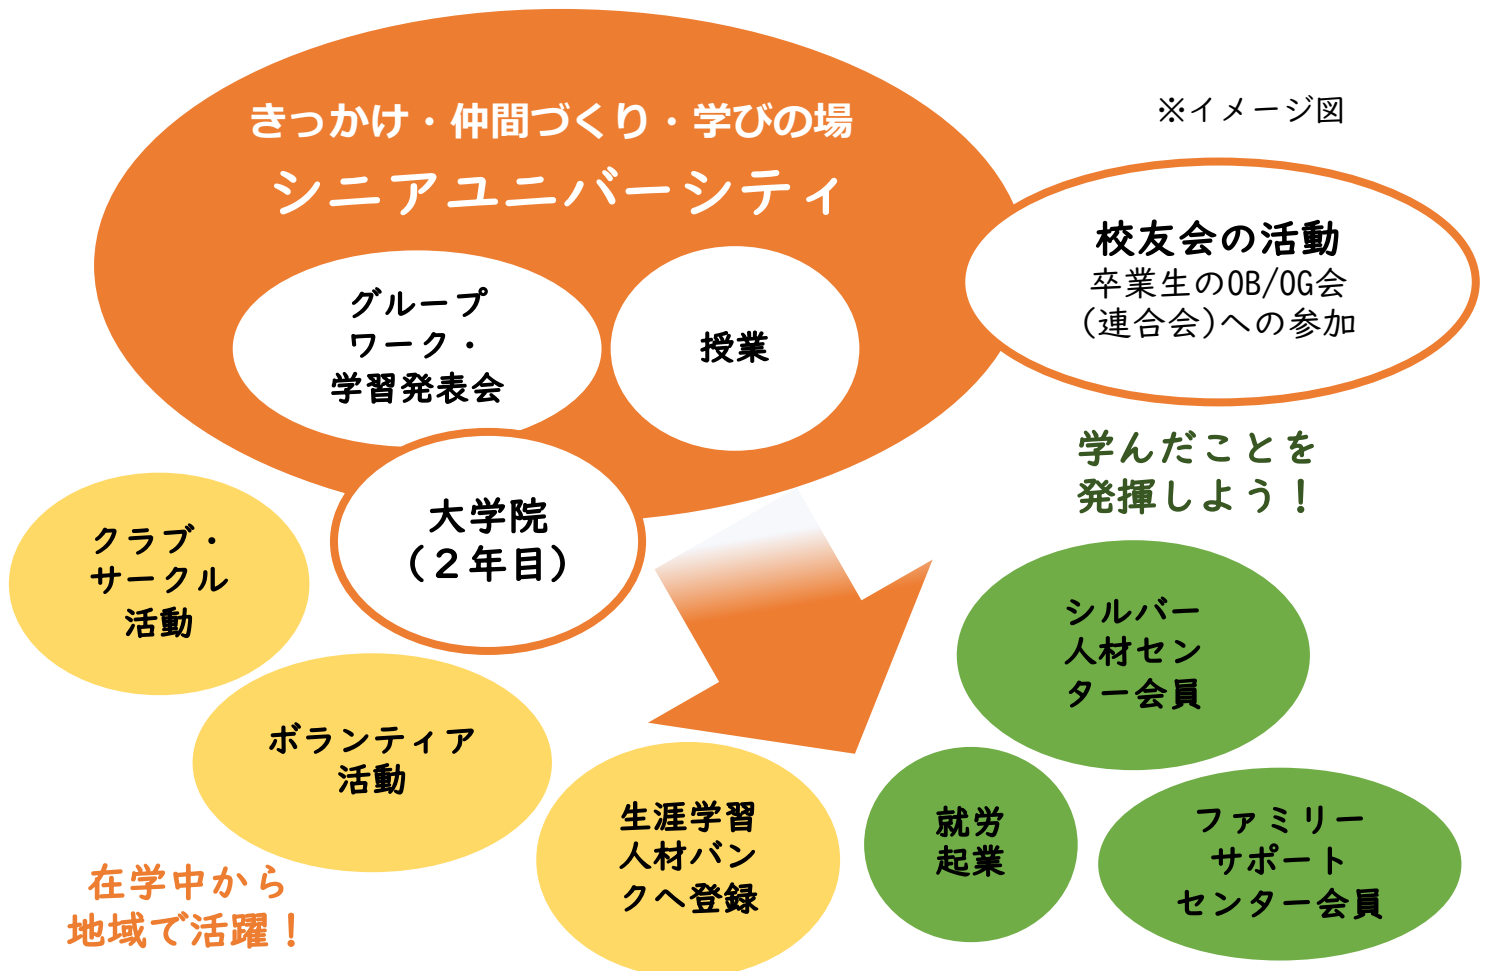 きっかけ・仲間づくり・学びの場
シニアユニバーシティ
※イメージ図
校友会の活動
卒業生のOB/OG会
(連合会)への参加
グループ
ワーク・
学習発表会
授業
大学院
（２年目）
学んだことを
発揮しよう！
クラブ・
サークル
活動
ボランティア
活動
生涯学習
人材バン
クへ登録
在学中から
地域で活躍！
シルバー
人材セン
ター会員
就労
起業
ファミリー
サポート
センター会員